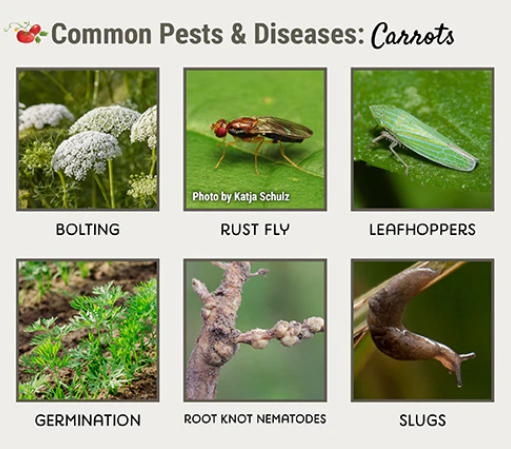 Common Pests & Diseases: Carrots
Photo by Katja Schulz
BOLTING
RUST FLY
LEAFHOPPERS
GERMINATION
ROOT KNOT NEMATODES
SLUGS